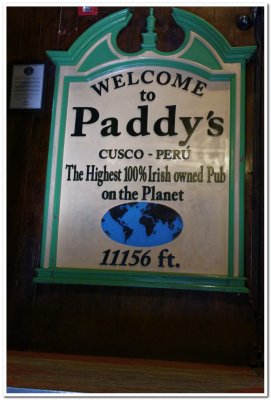 WELCOME
to
Paddy's
CUSCO - PERÚ
The Highest 100% Irish owned Pub
on the Planet
11156 ft.